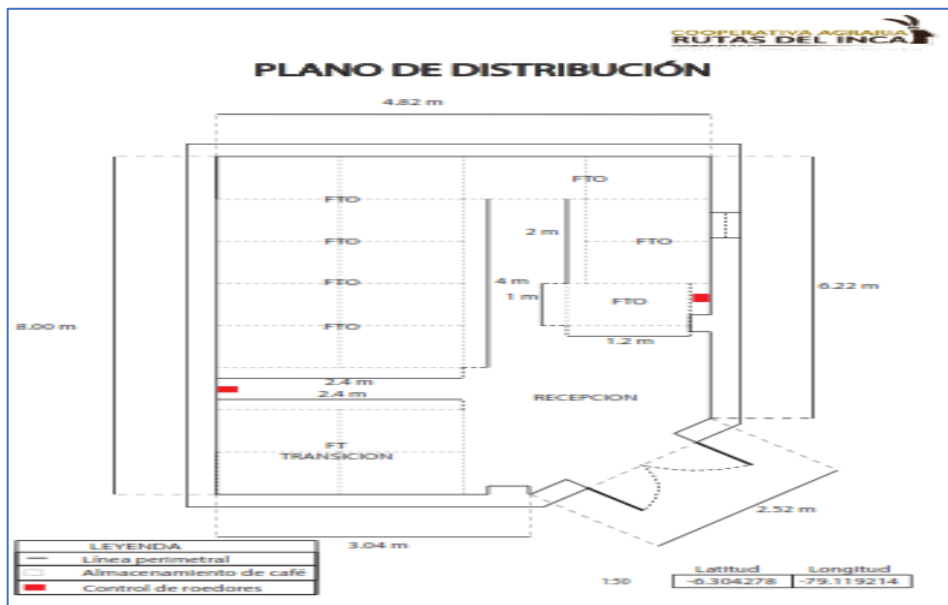 COOPERATIVA AGRARIA
RUTAS DEL INCA
PLANO DE DISTRIBUCIÓN
4.82 m
FTO
FTO
2 m
FTO
FTO
4 m
6.22 m
FTO
1 m
FTO
8.00 m
FTO
1.2 m
2.4 m
2.4 m
RECEPCION
FT
TRANSICION
2.52 m
3.04 m
LEYENDA
Línea perimetral
Almacenamiento de café
Control de roedores
1:50
Latitud Longitud
-6.304278 -79.119214